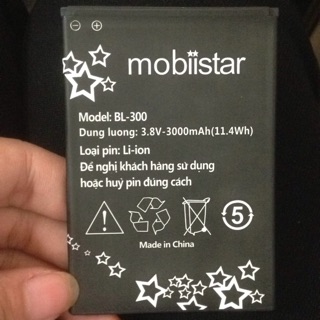 mobiistar
Model: BL-300
Dung luong: 3.8V-3000mAh(11.4Wh)
Loại pin: Li-ion
Đề nghị khách hàng sử dụng
hoặc huỷ pin đúng cách
5
Made in China